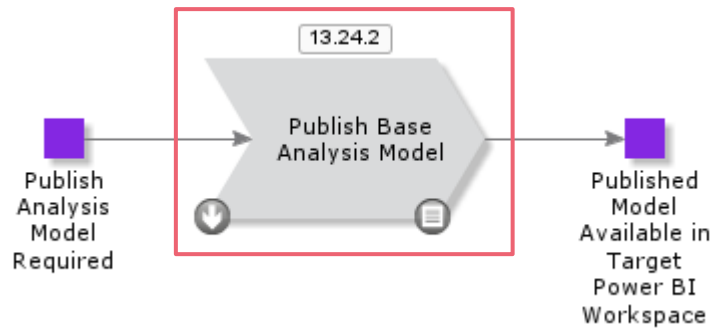 13.24.2
Publish Base
Analysis Model
Publish
Analysis
Model
Required
Published
Model
Available in
Target
Power BI
Workspace